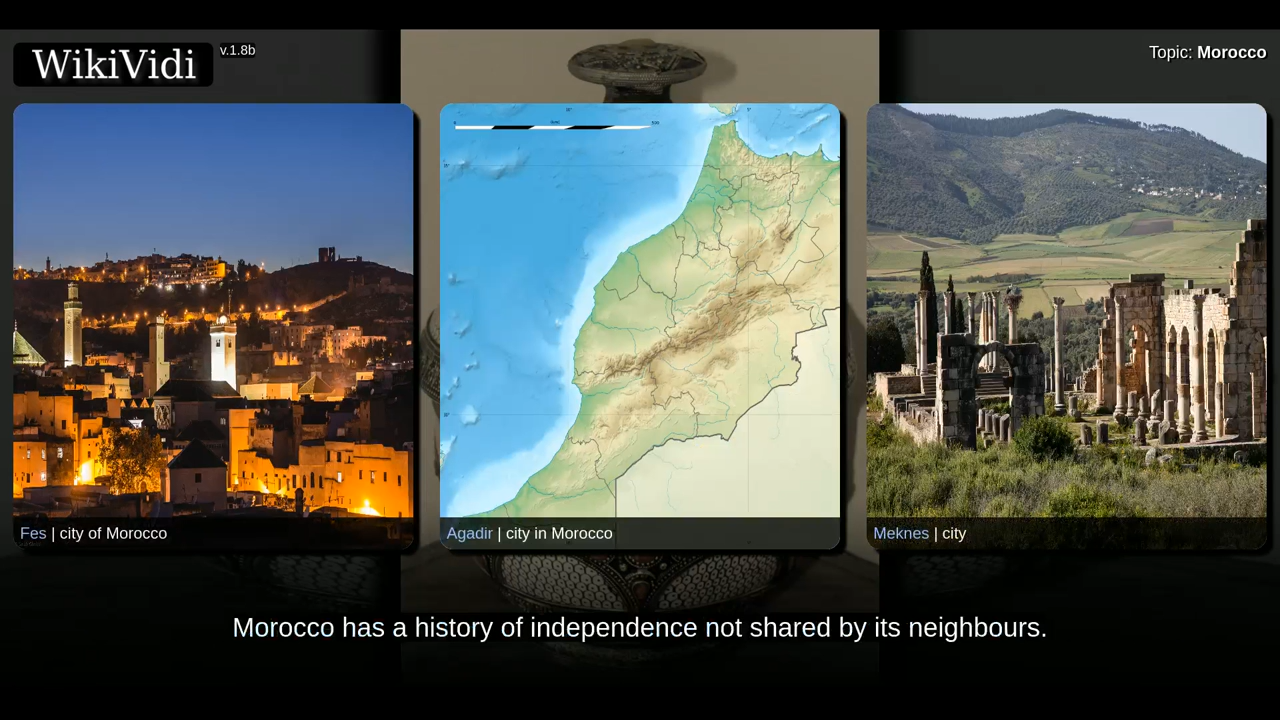 WikiVidi
v.1.8b
Topic: Morocco
Fes | city of Morocco
Agadir | city in Morocco
Meknes | city
Morocco has a history of independence not shared by its neighbours.